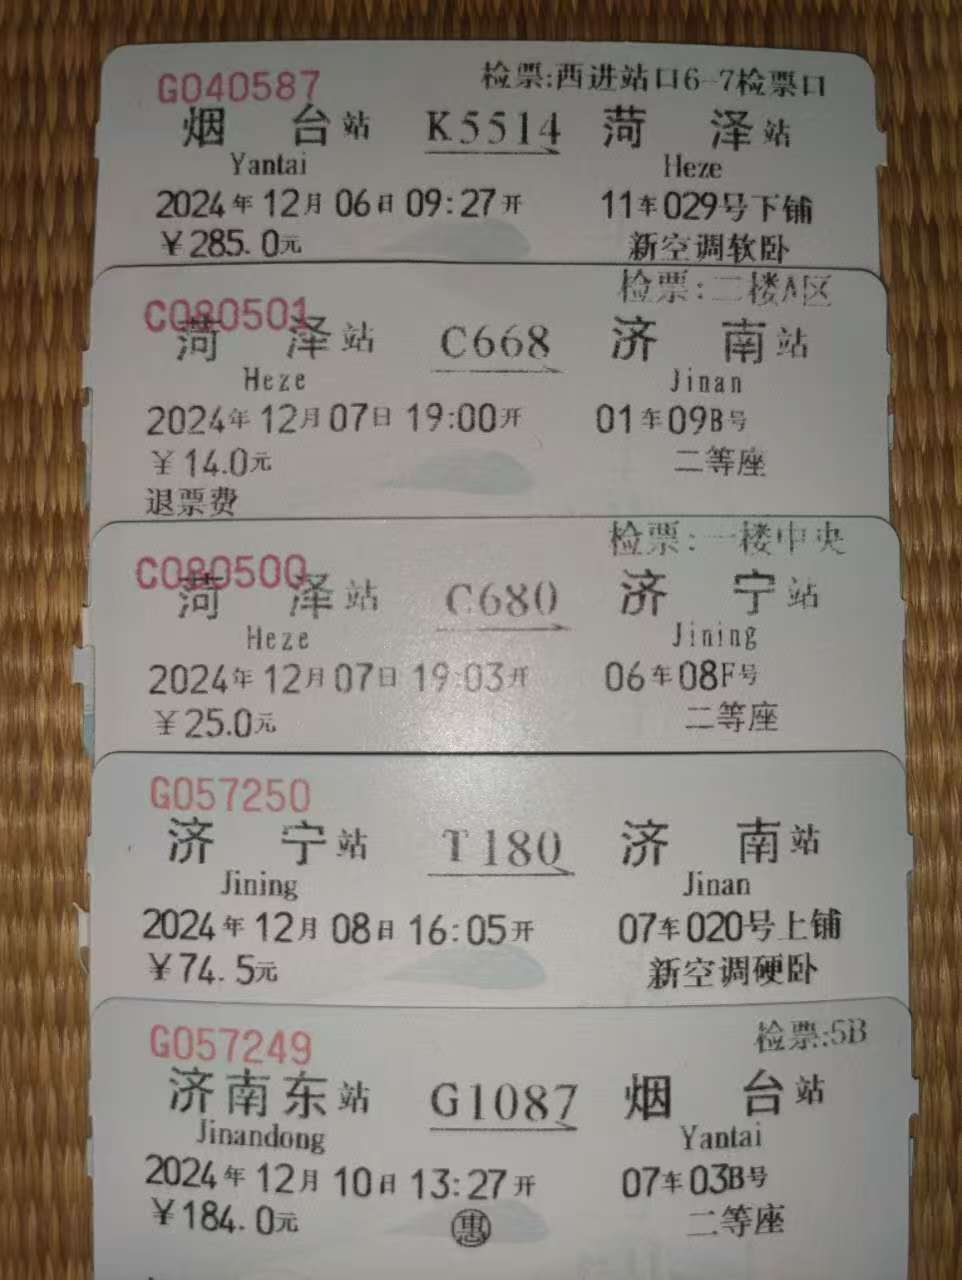 G040587 检票:西进站口6-7检票口
烟台站 K5514 菏泽站
Yantai Heze
2024年12月06日09:27开 11车029号下铺
￥285.0元 新空调软卧
C080501 检票:二楼A区
菏泽站 C668 济南站
Heze Jinan
2024年12月07日19:00开 01车09B号
￥14.0元 二等座
退票费
C080500 检票:一楼中央
菏泽站 C680 济宁站
Heze Jining
2024年12月07日19:03开 06车08F号
￥25.0元 二等座
G057250
济宁站 T180 济南站
Jining Jinan
2024年12月08日16:05开 07车020号上铺
￥74.5元 新空调硬卧
G057249 检票:5B
济南东站 G1087 烟台站
Jinandong Yantai
2024年12月10日13:27开 07车03B号
￥184.0元 惠 二等座